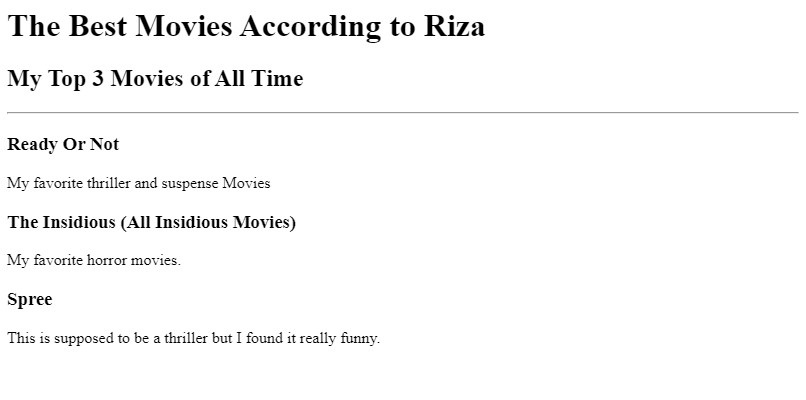 The Best Movies According to Riza
My Top 3 Movies of All Time
Ready Or Not
My favorite thriller and suspense Movies
The Insidious (All Insidious Movies)
My favorite horror movies.
Spree
This is supposed to be a thriller but I found it really funny.